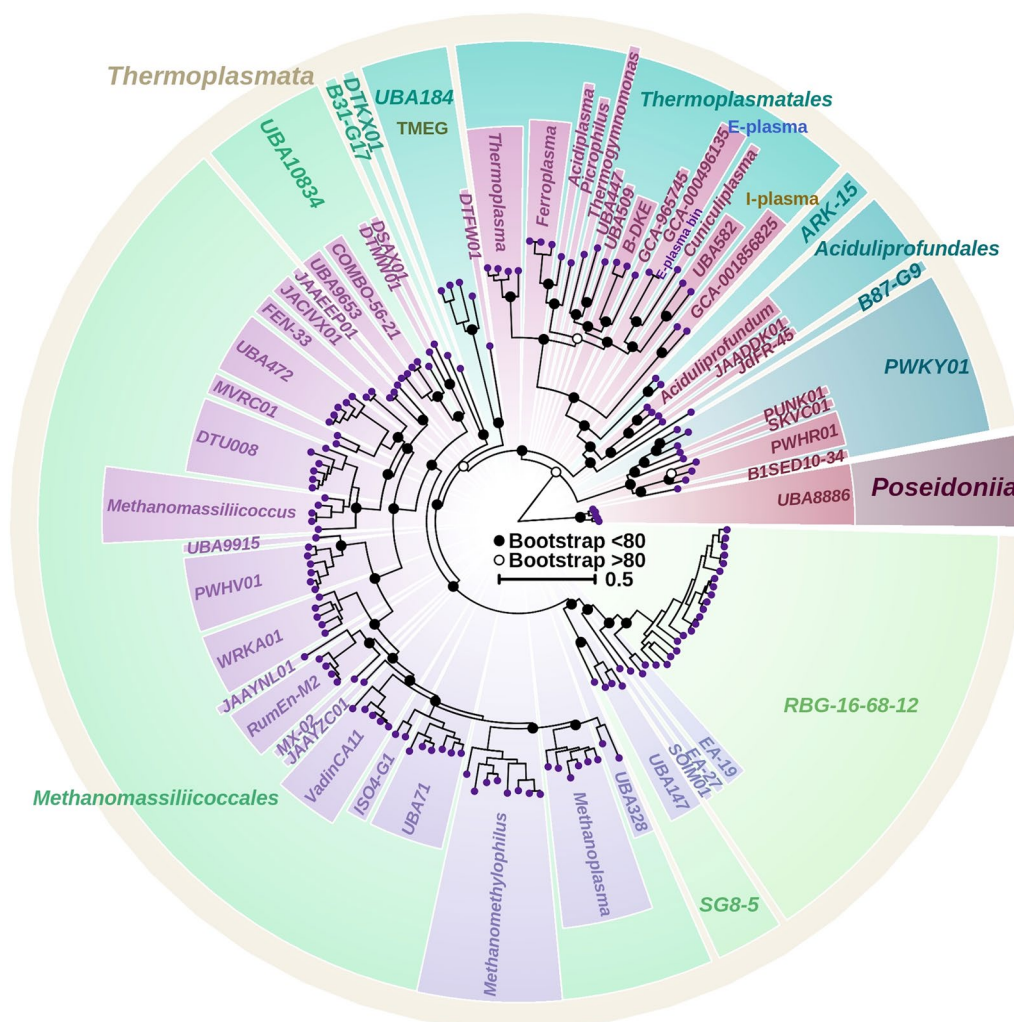 Thermoplasmata
UBA10834
B31-G17
DTKX01
UBA184
TMEG
Thermoplasmatales
E-plasma
I-plasma
ARK-15
Aciduliprofundales
B87-G9
PWKY01
Poseidoniia
RBG-16-68-12
SG8-5
Methanomassiliicoccales
DTFW01
Thermoplasma
Ferroplasma
Acidiplasma
Picrophilus
Thermogymnomonas
UBA447
UBA509
B-DKE
GCA-965745
E-plasma bin
GCA-000496135
Cuniculiplasma
UBA582
GCA-001856825
Aciduliprofundum
JAADDK01
JdFR-45
PUNK01
SKVC01
PWHR01
B1SED10-34
UBA8886
Bootstrap <80
Bootstrap >80
0.5
EA-19
EA-27
SOIM01
UBA147
UBA328
Methanoplasma
Methanomethylophilus
UBA71
ISO4-G1
VadinCA11
JAAYZC01
MX-02
RumEn-M2
JAAYNL01
WRKA01
PWHV01
UBA9915
Methanomassiliicoccus
DTU008
MVRC01
UBA472
FEN-33
JACIVX01
JAAEEP01
UBA9653
COMBO-56-21
DSAX01